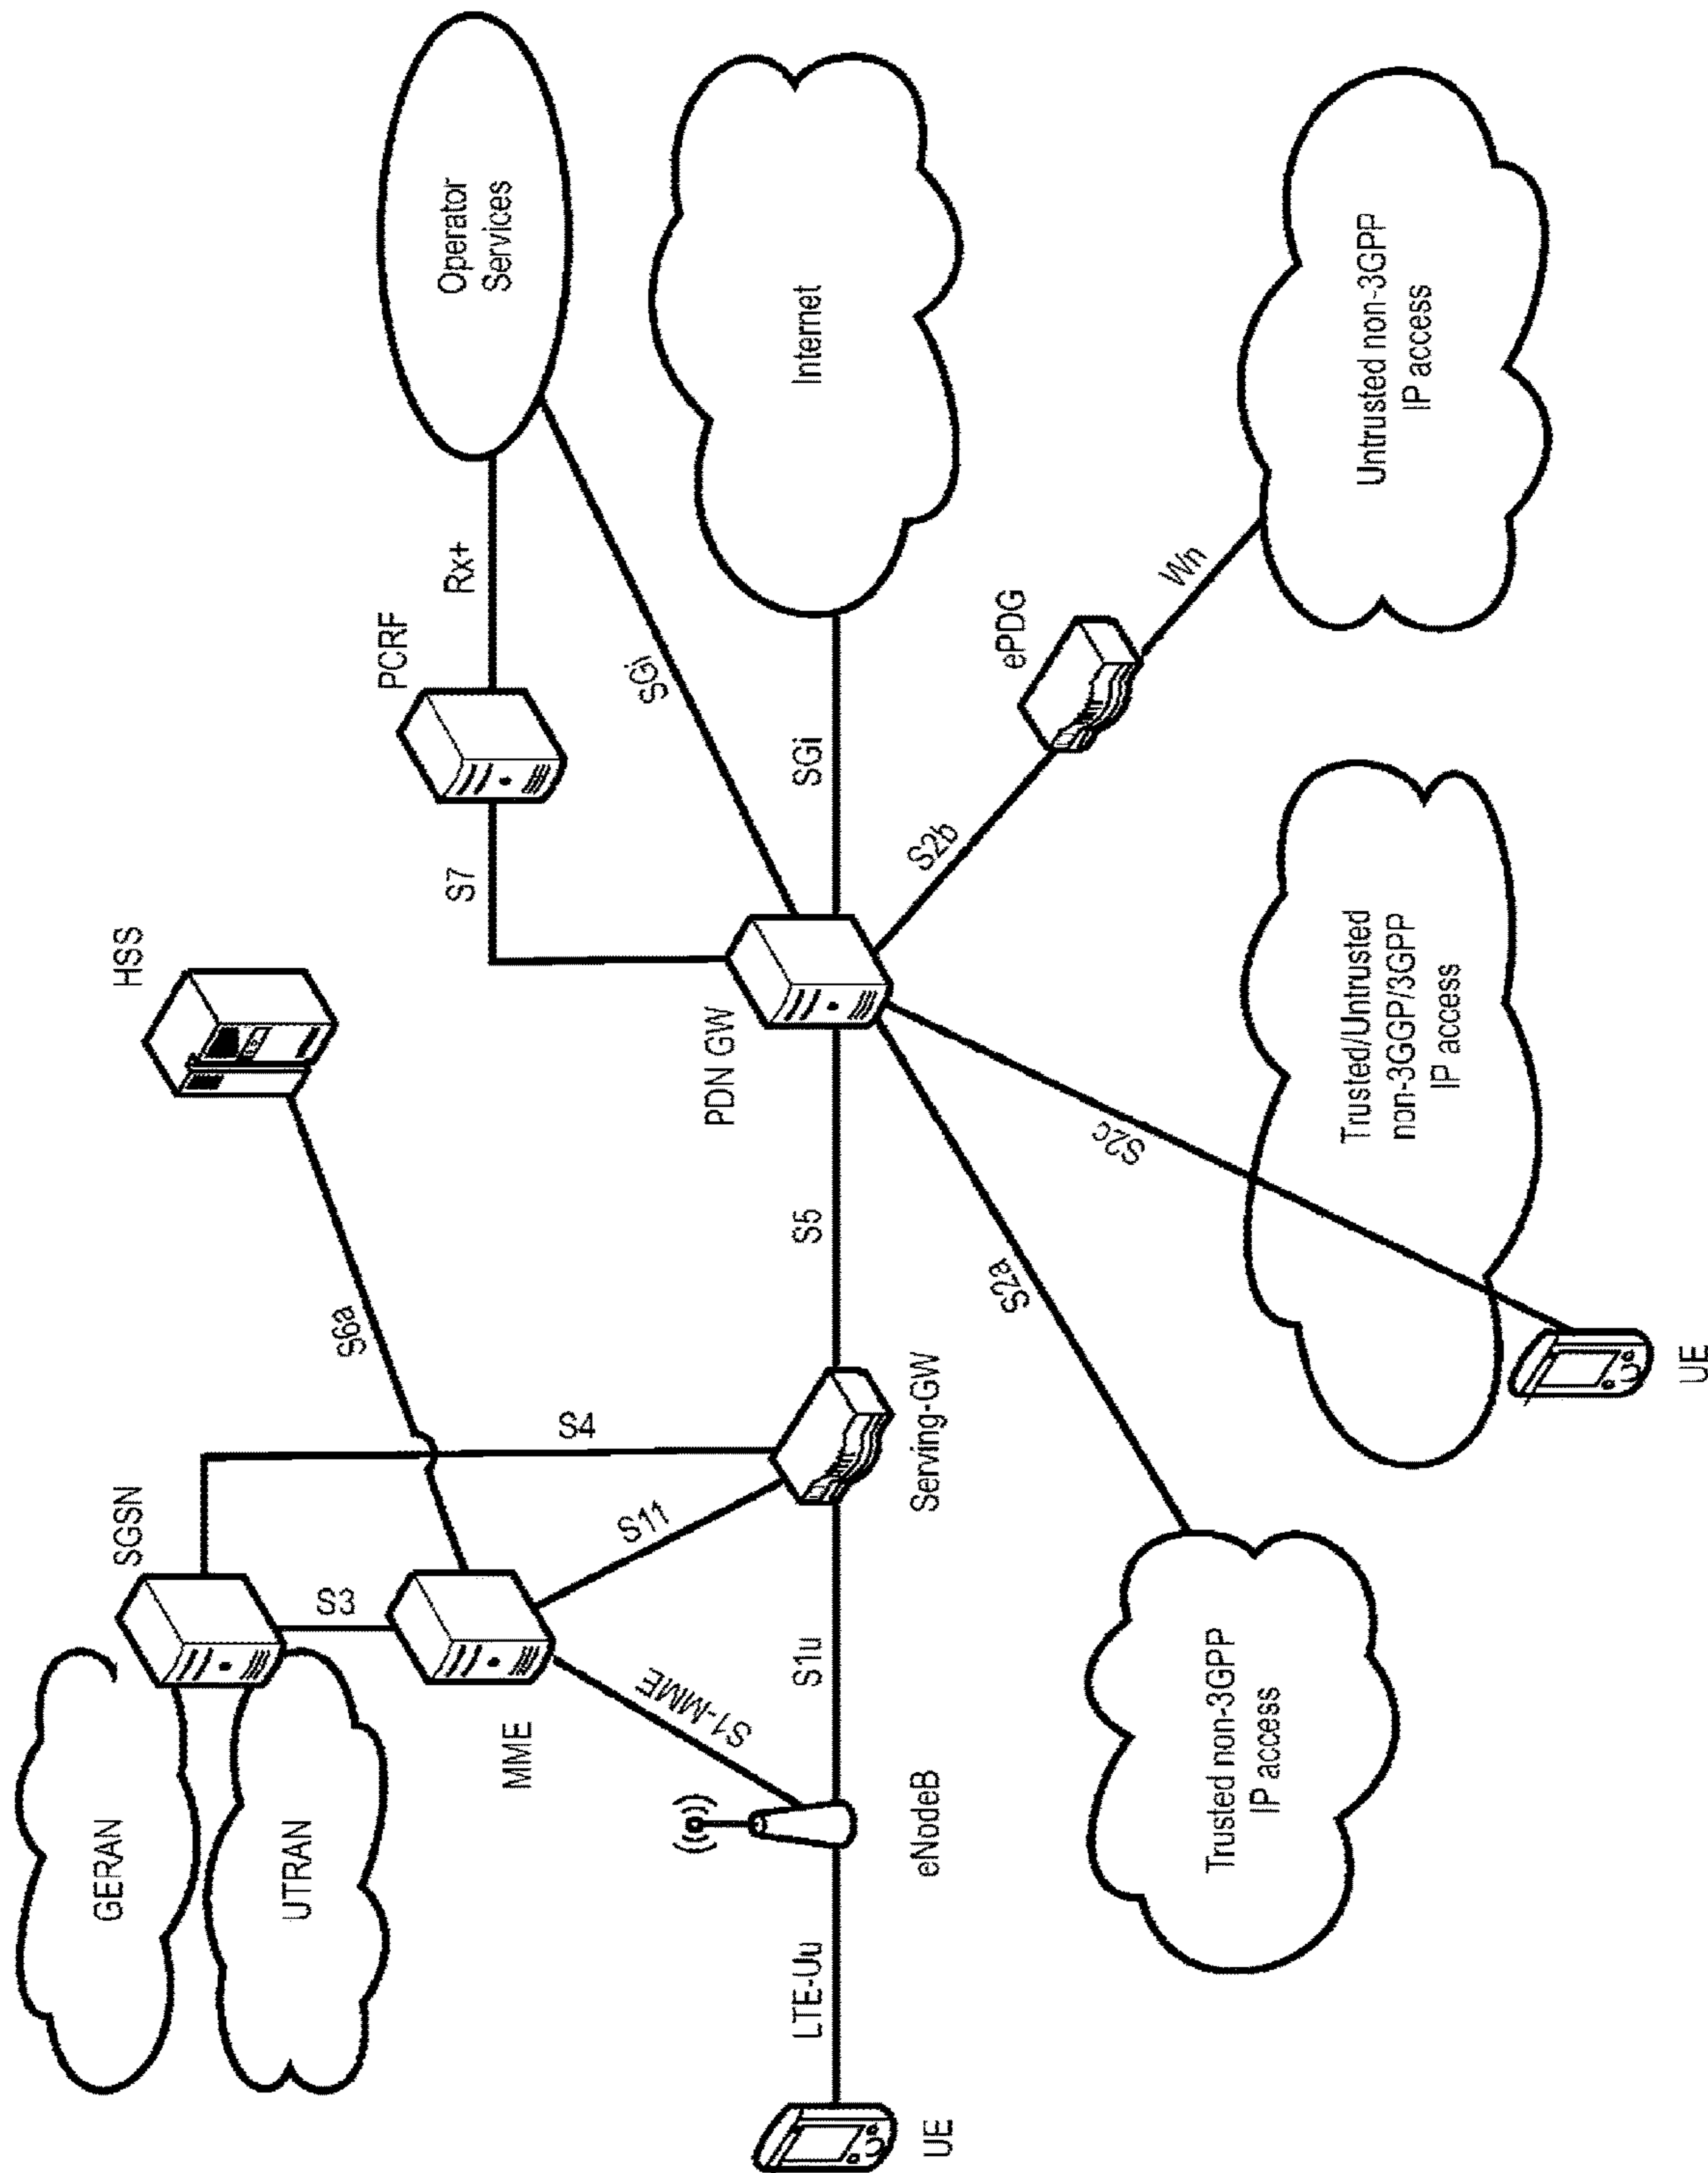 GERAN
UTRAN
SGSN
HSS
S3
S4
S6a
MME
S11
S1-MME
PCRF
S7
Rx+
Operator
Services
SGi
UE
LTE-Uu
eNodeB
S1u
Serving-GW
S5
PDN GW
SGi
Internet
S2a
S2c
S2b
ePDG
Wn
Trusted non-3GPP
IP access
Trusted/Untrusted
non-3GGP/3GPP
IP access
UE
Untrusted non-3GPP
IP access